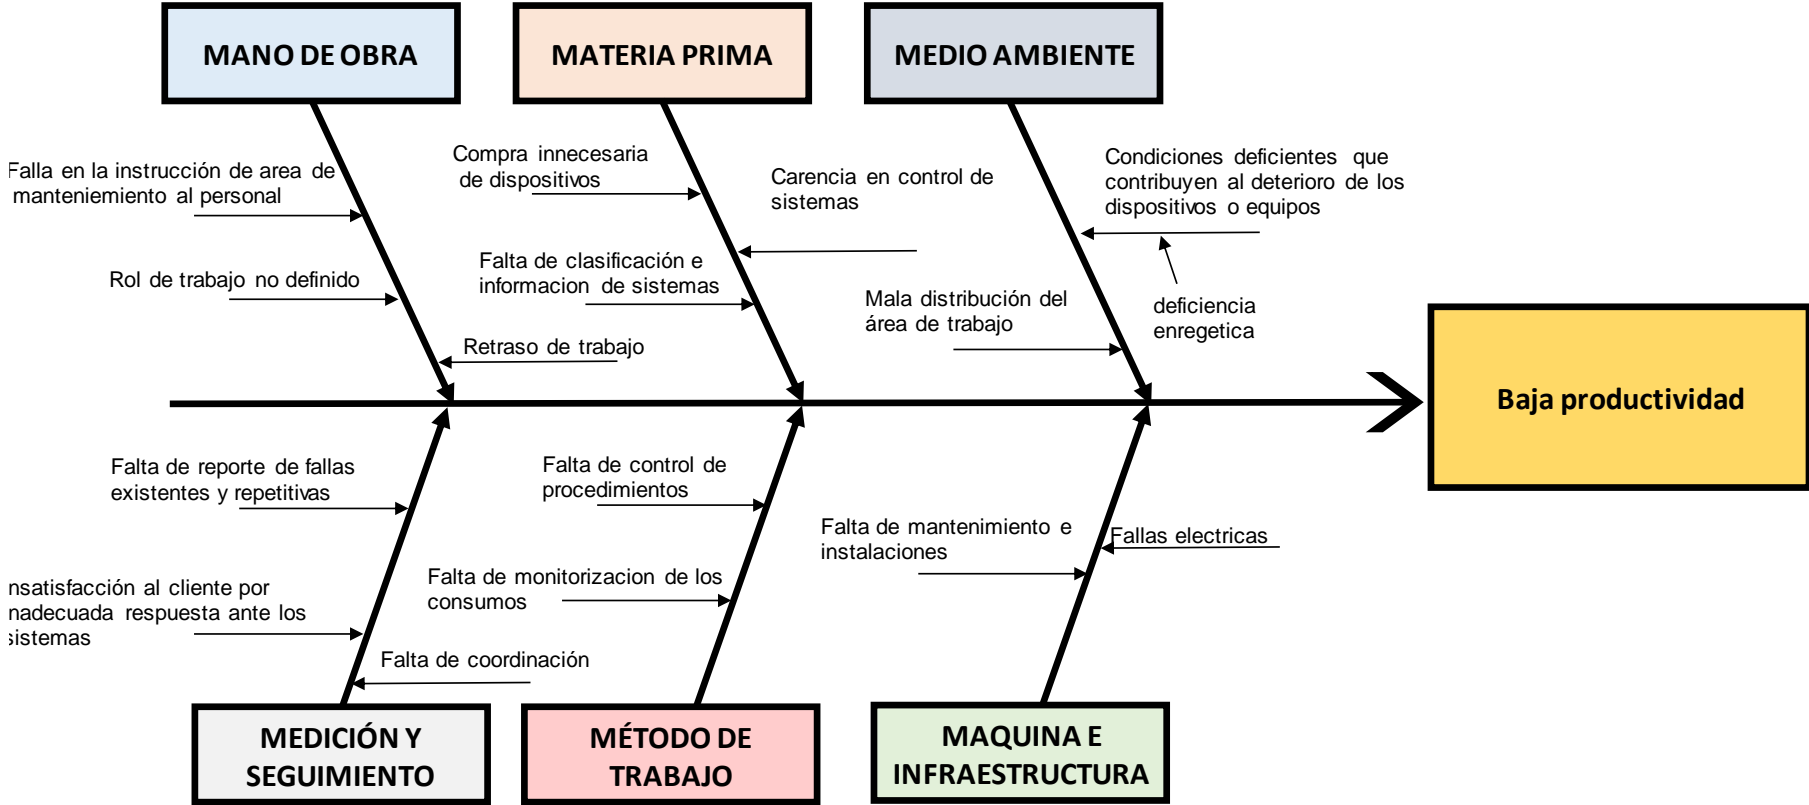 MANO DE OBRA
MATERIA PRIMA
MEDIO AMBIENTE
Falla en la instrucción de area de
manteniemiento al personal
Rol de trabajo no definido
Retraso de trabajo
Compra innecesaria
de dispositivos
Carencia en control de
sistemas
Falta de clasificación e
informacion de sistemas
Condiciones deficientes que
contribuyen al deterioro de los
dispositivos o equipos
deficiencia
enregetica
Mala distribución del
área de trabajo
Baja productividad
Falta de reporte de fallas
existentes y repetitivas
nsatisfacción al cliente por
nadecuada respuesta ante los
sistemas
Falta de coordinación
Falta de control de
procedimientos
Falta de monitorizacion de los
consumos
Falta de mantenimiento e
instalaciones
Fallas electricas
MEDICIÓN Y
SEGUIMIENTO
MÉTODO DE
TRABAJO
MAQUINA E
INFRAESTRUCTURA